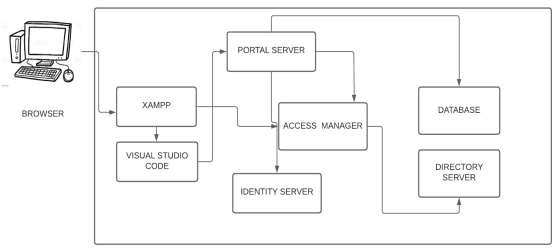 PORTAL SERVER
BROWSER
XAMPP
ACCESS MANAGER
DATABASE
VISUAL STUDIO
CODE
DIRECTORY
SERVER
IDENTITY SERVER